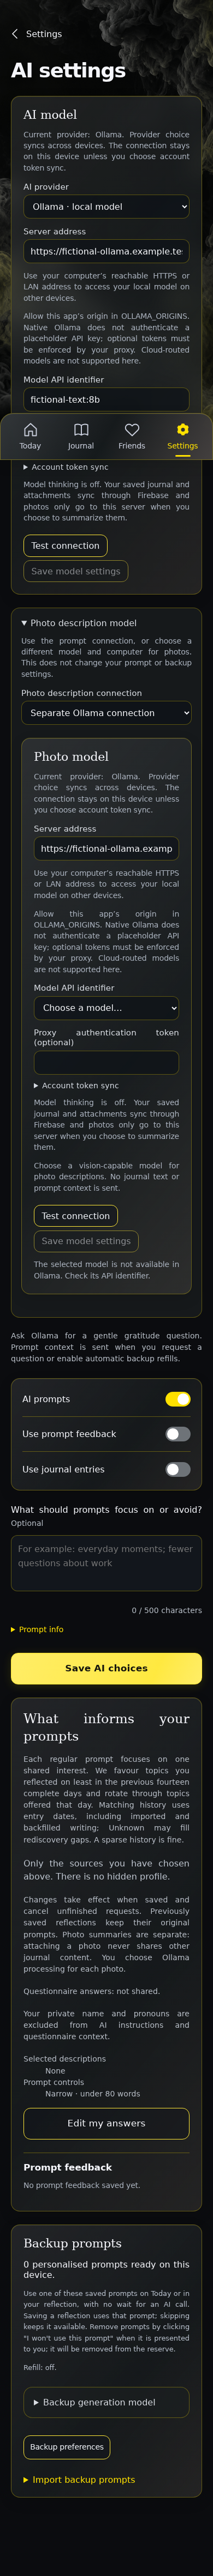 Settings
AI settings
AI model
Current provider: Ollama. Provider choice
syncs across devices. The connection stays
on this device unless you choose account
token sync.
AI provider
Ollama · local model
Server address
https://fictional-ollama.example.te
Use your computer's reachable HTTPS or
LAN address to access your local model on
other devices.
Allow this app's origin in OLLAMA_ORIGINS.
Native Ollama does not authenticate a
placeholder API key; optional tokens must
be enforced by your proxy. Cloud-routed
models are not supported here.
Model API identifier
fictional-text:8b
Today
Journal
Friends
Settings
▸ Account token sync
Model thinking is off. Your saved journal and
attachments sync through Firebase and
photos only go to this server when you
choose to summarize them.
Test connection
Save model settings
▾ Photo description model
Use the prompt connection, or choose a
different model and computer for photos.
This does not change your prompt or backup
settings.
Photo description connection
Separate Ollama connection
Photo model
Current provider: Ollama. Provider
choice syncs across devices. The
connection stays on this device unless
you choose account token sync.
Server address
https://fictional-ollama.examp
Use your computer's reachable HTTPS
or LAN address to access your local
model on other devices.
Allow this app's origin in
OLLAMA_ORIGINS. Native Ollama does
not authenticate a placeholder API
key; optional tokens must be enforced
by your proxy. Cloud-routed models
are not supported here.
Model API identifier
Choose a model...
Proxy authentication token
(optional)
▸ Account token sync
Model thinking is off. Your saved
journal and attachments sync through
Firebase and photos only go to this
server when you choose to summarize
them.
Choose a vision-capable model for
photo descriptions. No journal text or
prompt context is sent.
Test connection
Save model settings
The selected model is not available in
Ollama. Check its API identifier.
Ask Ollama for a gentle gratitude question.
Prompt context is sent when you request a
question or enable automatic backup refills.
AI prompts
Use prompt feedback
Use journal entries
What should prompts focus on or avoid?
Optional
For example: everyday moments; fewer
questions about work
0 / 500 characters
▸ Prompt info
Save AI choices
What informs your
prompts
Each regular prompt focuses on one
shared interest. We favour topics you
reflected on least in the previous fourteen
complete days and rotate through topics
offered that day. Matching history uses
entry dates, including imported and
backfilled writing; Unknown may fill
rediscovery gaps. A sparse history is fine.
Only the sources you have chosen
above. There is no hidden profile.
Changes take effect when saved and
cancel unfinished requests. Previously
saved reflections keep their original
prompts. Photo summaries are separate:
attaching a photo never shares other
journal content. You choose Ollama
processing for each photo.
Questionnaire answers: not shared.
Your private name and pronouns are
excluded from AI instructions and
questionnaire context.
Selected descriptions
None
Prompt controls
Narrow · under 80 words
Edit my answers
Prompt feedback
No prompt feedback saved yet.
Backup prompts
0 personalised prompts ready on this
device.
Use one of these saved prompts on Today or in
your reflection, with no wait for an AI call.
Saving a reflection uses that prompt; skipping
keeps it available. Remove prompts by clicking
"I won't use this prompt" when it is presented
to you; it will be removed from the reserve.
Refill: off.
▸ Backup generation model
Backup preferences
▸ Import backup prompts